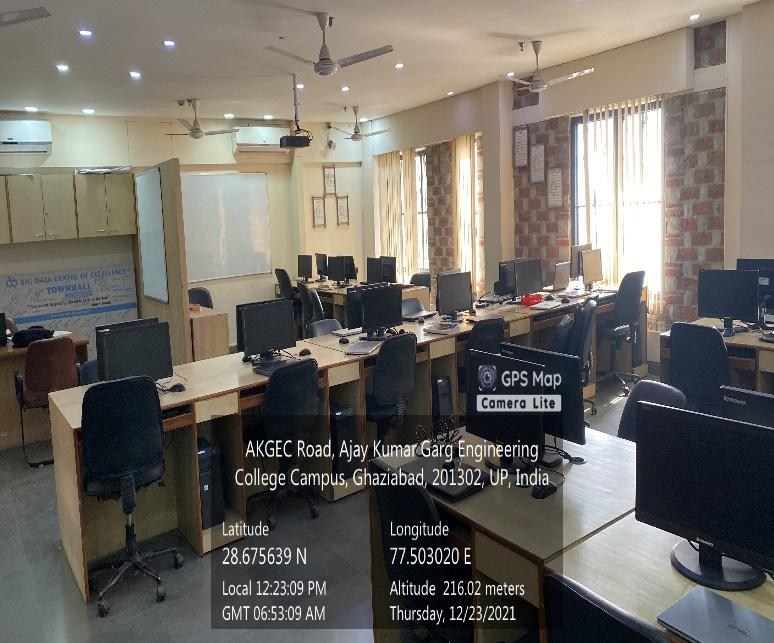 BIG DATA CENTRE OF EXCELLENCE
TOWNHALL
lenovo
lenovo
GPS Map
Camera Lite
AKGEC Road, Ajay Kumar Garg Engineering
College Campus, Ghaziabad, 201302, UP, India
Latitude
Longitude
28.675639 N
77.503020 E
Local 12:23:09 PM
Altitude 216.02 meters
GMT 06:53:09 AM
Thursday, 12/23/2021